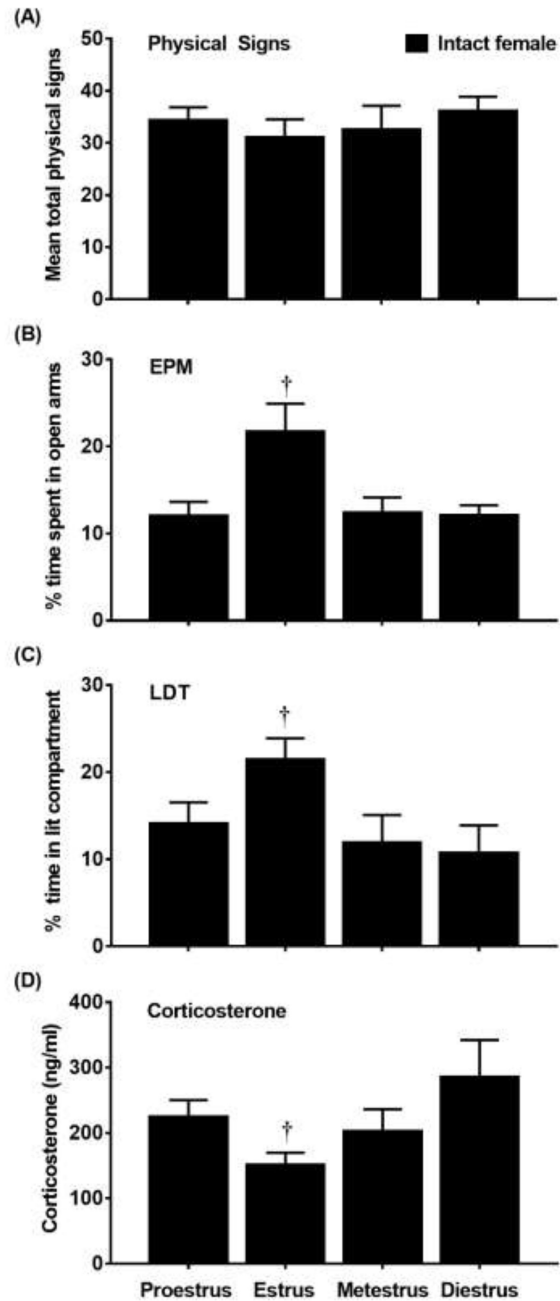 (A)
Physical Signs
Intact female
Mean total physical signs
50
40
30
20
10
0
(B)
EPM
†
% time spent in open arms
30
20
10
0
(C)
LDT
†
% time in lit compartment
30
20
10
0
(D)
Corticosterone
†
Corticosterone (ng/ml)
400
300
200
100
0
Proestrus Estrus Metestrus Diestrus